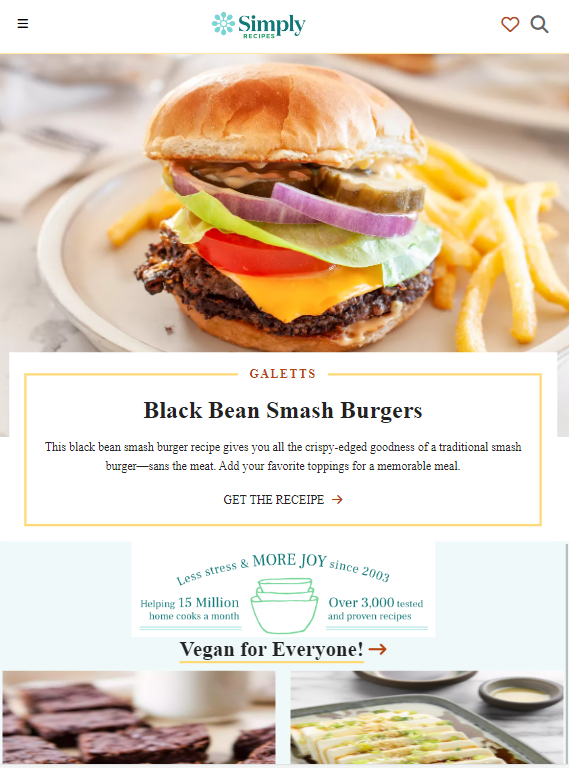 Simply
RECIPES
GALETTS
Black Bean Smash Burgers
This black bean smash burger recipe gives you all the crispy-edged goodness of a traditional smash
burger—sans the meat. Add your favorite toppings for a memorable meal.
GET THE RECEIPE →
Less stress & MORE JOY since 2003
Helping 15 Million
home cooks a month
Over 3,000 tested
and proven recipes
Vegan for Everyone! →